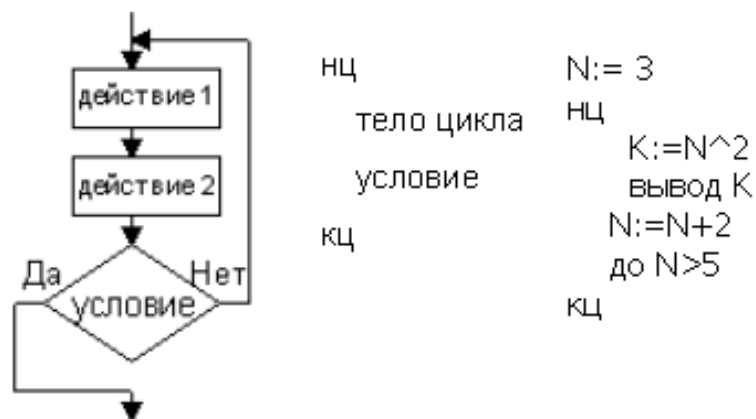 действие 1
действие 2
Да
Нет
условие
нц
тело цикла
условие
кц
N:= 3
нц
K:=N^2
вывод K
N:=N+2
до N>5
кц